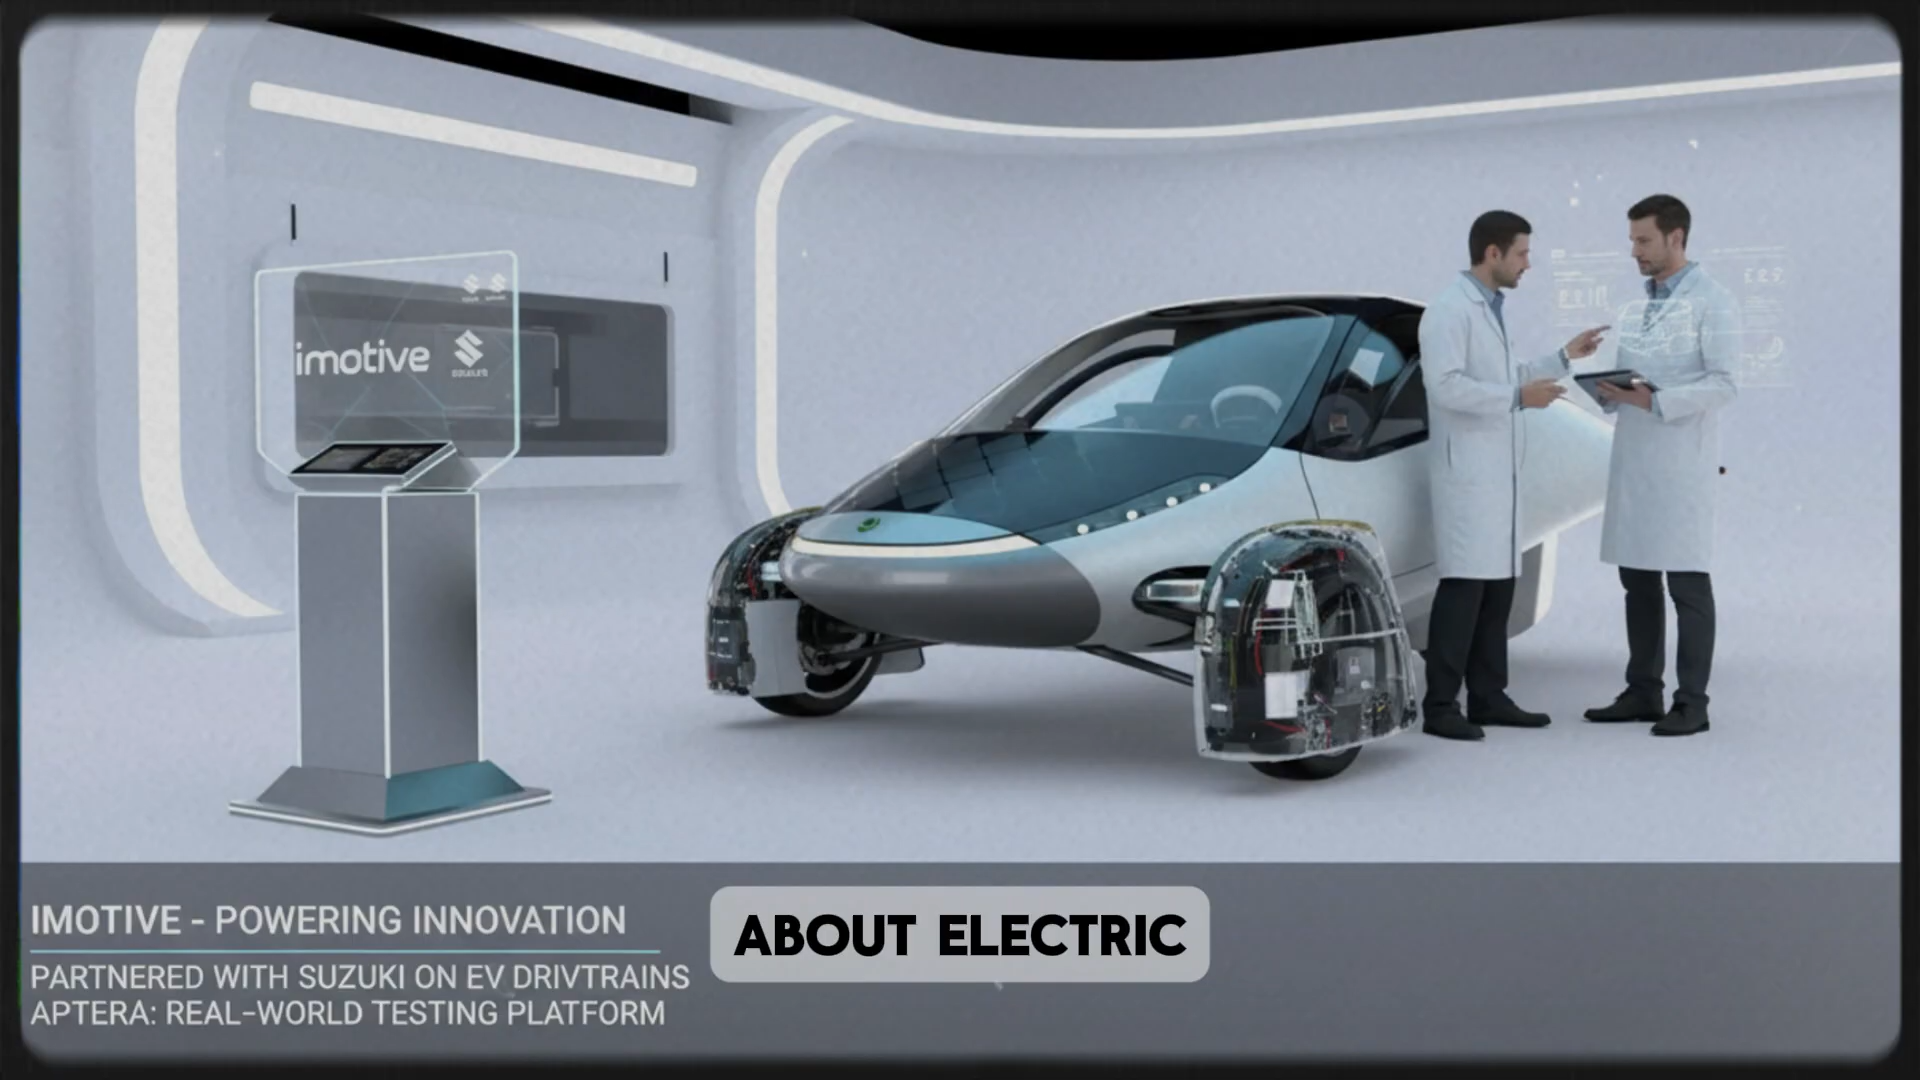 imotive
IMOTIVE - POWERING INNOVATION
PARTNERED WITH SUZUKI ON EV DRIVTRAINS
APTERA: REAL-WORLD TESTING PLATFORM
ABOUT ELECTRIC